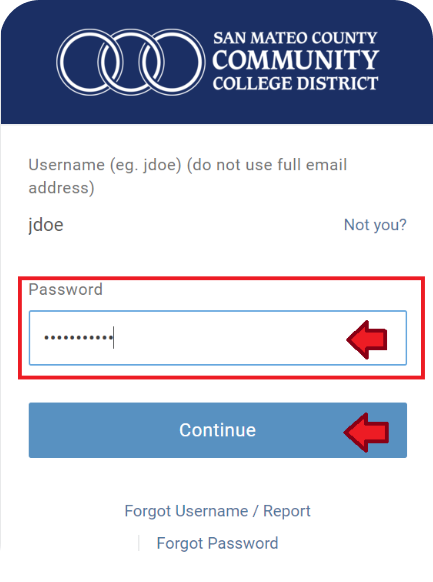 SAN MATEO COUNTY
COMMUNITY
COLLEGE DISTRICT
Username (eg. jdoe) (do not use full email
address)
jdoe Not you?
Password
•••••••••••
Continue
Forgot Username / Report
Forgot Password